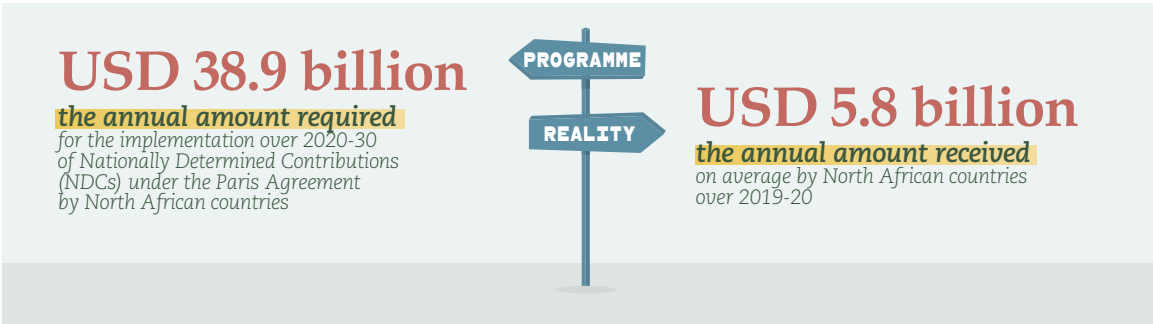 USD 38.9 billion
the annual amount required
for the implementation over 2020-30
of Nationally Determined Contributions
(NDCs) under the Paris Agreement
by North African countries
PROGRAMME
REALITY
USD 5.8 billion
the annual amount received
on average by North African countries
over 2019-20